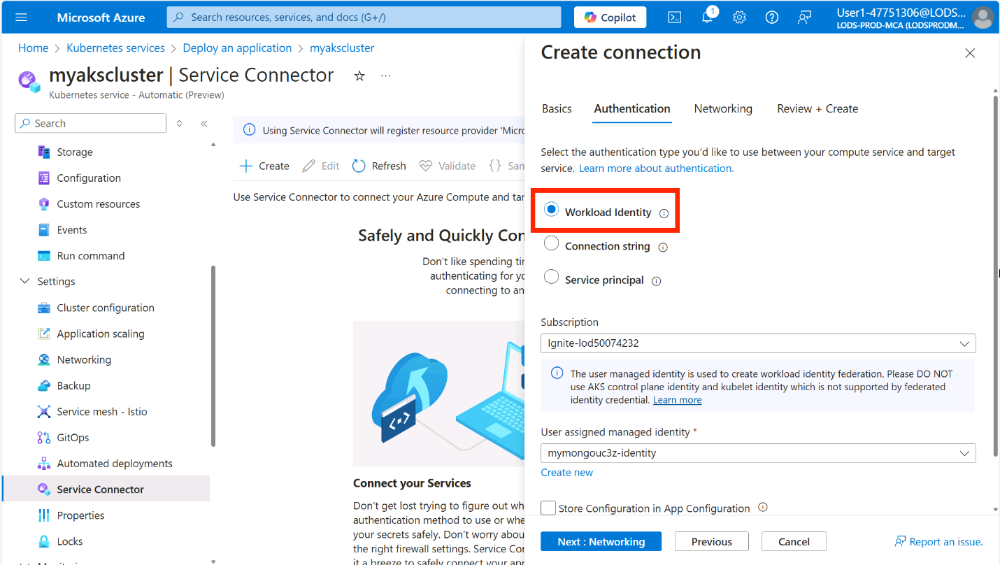 Microsoft Azure
Search resources, services, and docs (G+/)
Copilot
1
User1-47751306@LODS...
LODS-PROD-MCA (LODSPRODM...
Home > Kubernetes services > Deploy an application > myakscluster
myakscluster | Service Connector
...
Kubernetes service - Automatic (Preview)
Search
Storage
Configuration
Custom resources
Events
Run command
Settings
Cluster configuration
Application scaling
Networking
Backup
Service mesh - Istio
GitOps
Automated deployments
Service Connector
Properties
Locks
Using Service Connector will register resource provider 'Micro
Create
Edit
Refresh
Validate
{} Sam
Use Service Connector to connect your Azure Compute and tar
Safely and Quickly Con
Don't like spending tin
authenticating for yo
connecting to an
Connect your Services
Don't get lost trying to figure out wh
authentication method to use or whe
your secrets safely. Don't worry abou
the right firewall settings. Service Con
it a breeze to safely connect your app
Create connection
Basics
Authentication
Networking
Review + Create
Select the authentication type you'd like to use between your compute service and target
service. Learn more about authentication.
Workload Identity
Connection string
Service principal
Subscription
Ignite-lod50074232
The user managed identity is used to create workload identity federation. Please DO NOT
use AKS control plane identity and kubelet identity which is not supported by federated
identity credential. Learn more
User assigned managed identity *
mymongouc3z-identity
Create new
Store Configuration in App Configuration
Next : Networking
Previous
Cancel
Report an issue.